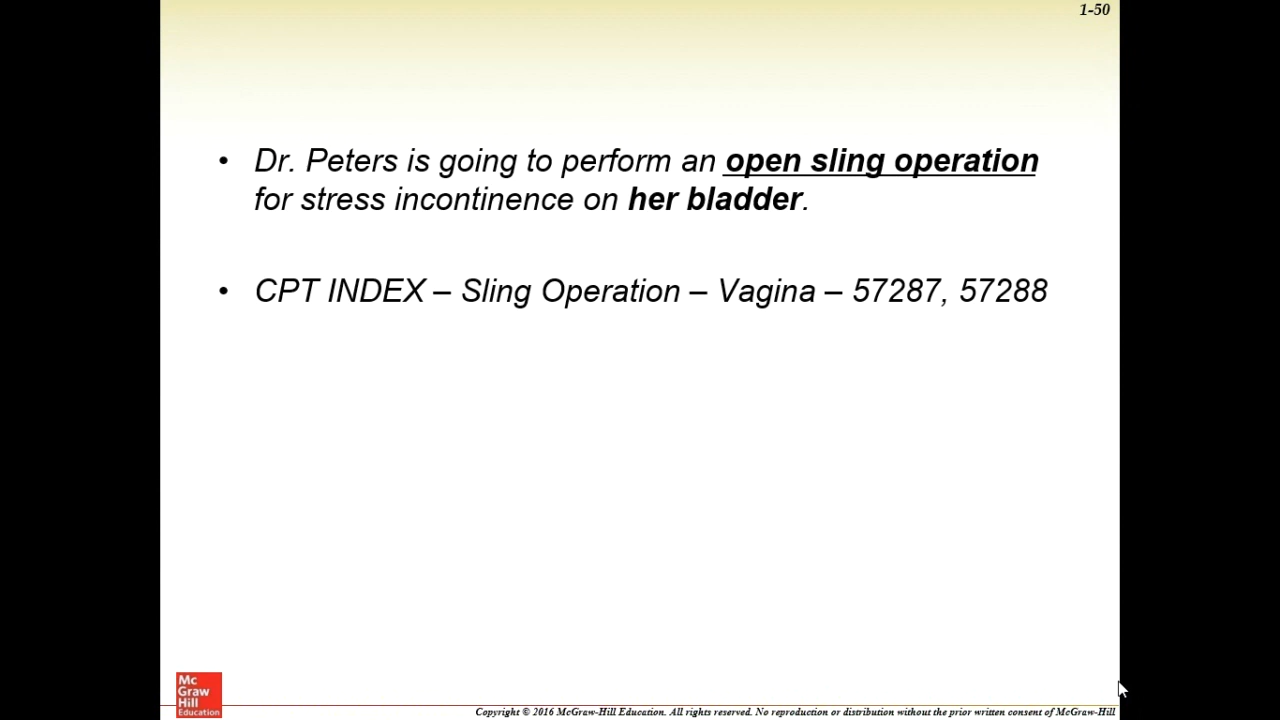 1-50
• Dr. Peters is going to perform an open sling operation
for stress incontinence on her bladder.
• CPT INDEX – Sling Operation – Vagina – 57287, 57288
Mc
Graw
Hill
Education
Copyright © 2016 McGraw-Hill Education. All rights reserved. No reproduction or distribution without the prior written consent of McGraw-Hill